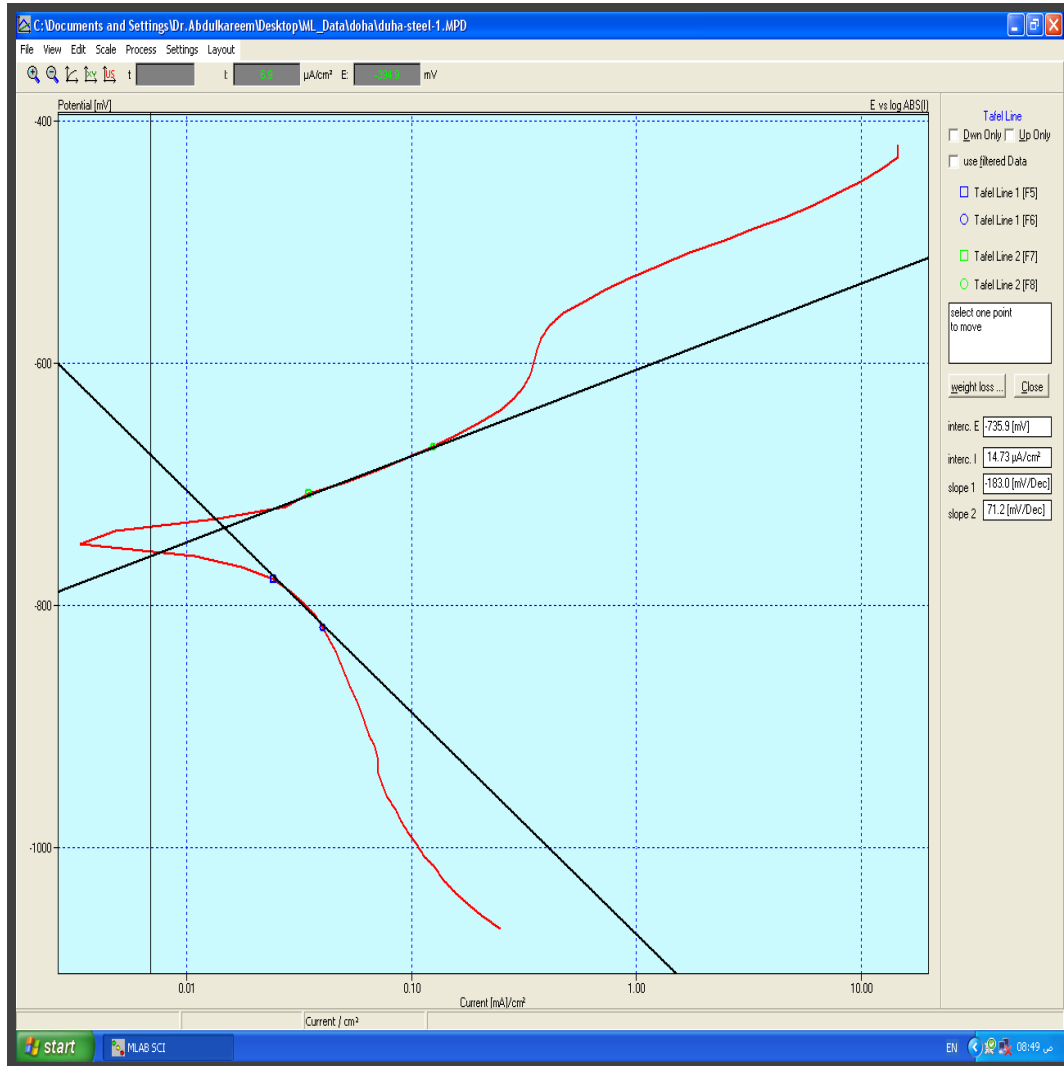 C:\Documents and Settings\Dr.Abdulkareem\Desktop\ML_Data\doha\duha-steel-1.MPD
File View Edit Scale Process Settings Layout
t I: 6.9 µA/cm² E: -394.0 mV
Potential [mV] E vs log ABS(I)
-400
-600
-800
-1000
0.01 0.10 1.00 10.00
Current [mA]/cm²
Tafel Line
Dwn Only Up Only
use filtered Data
Tafel Line 1 [F5]
Tafel Line 1 [F6]
Tafel Line 2 [F7]
Tafel Line 2 [F8]
select one point
to move
weight loss ... Close
interc. E -735.9 [mV]
interc. I 14.73 µA/cm²
slope 1 -183.0 [mV/Dec]
slope 2 71.2 [mV/Dec]
Current / cm²
start MLAB SCI EN 08:49 ص